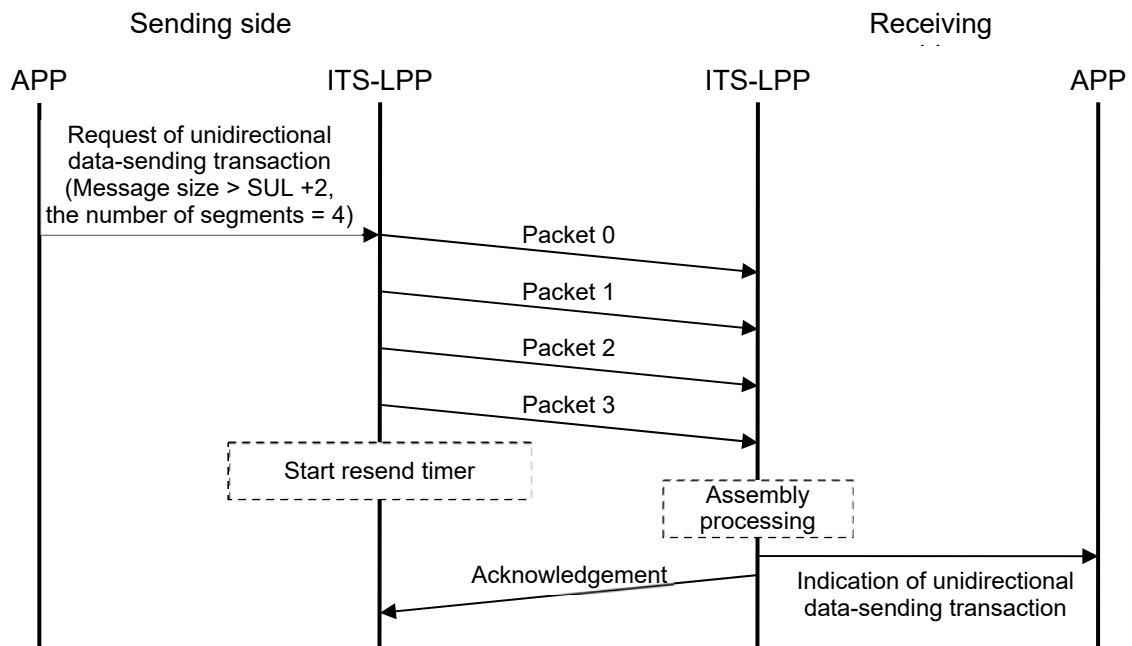 Sending side
Receiving
APP
ITS-LPP
ITS-LPP
APP
Request of unidirectional
data-sending transaction
(Message size > SUL +2,
the number of segments = 4)
Packet 0
Packet 1
Packet 2
Packet 3
Start resend timer
Assembly
processing
Acknowledgement
Indication of unidirectional
data-sending transaction